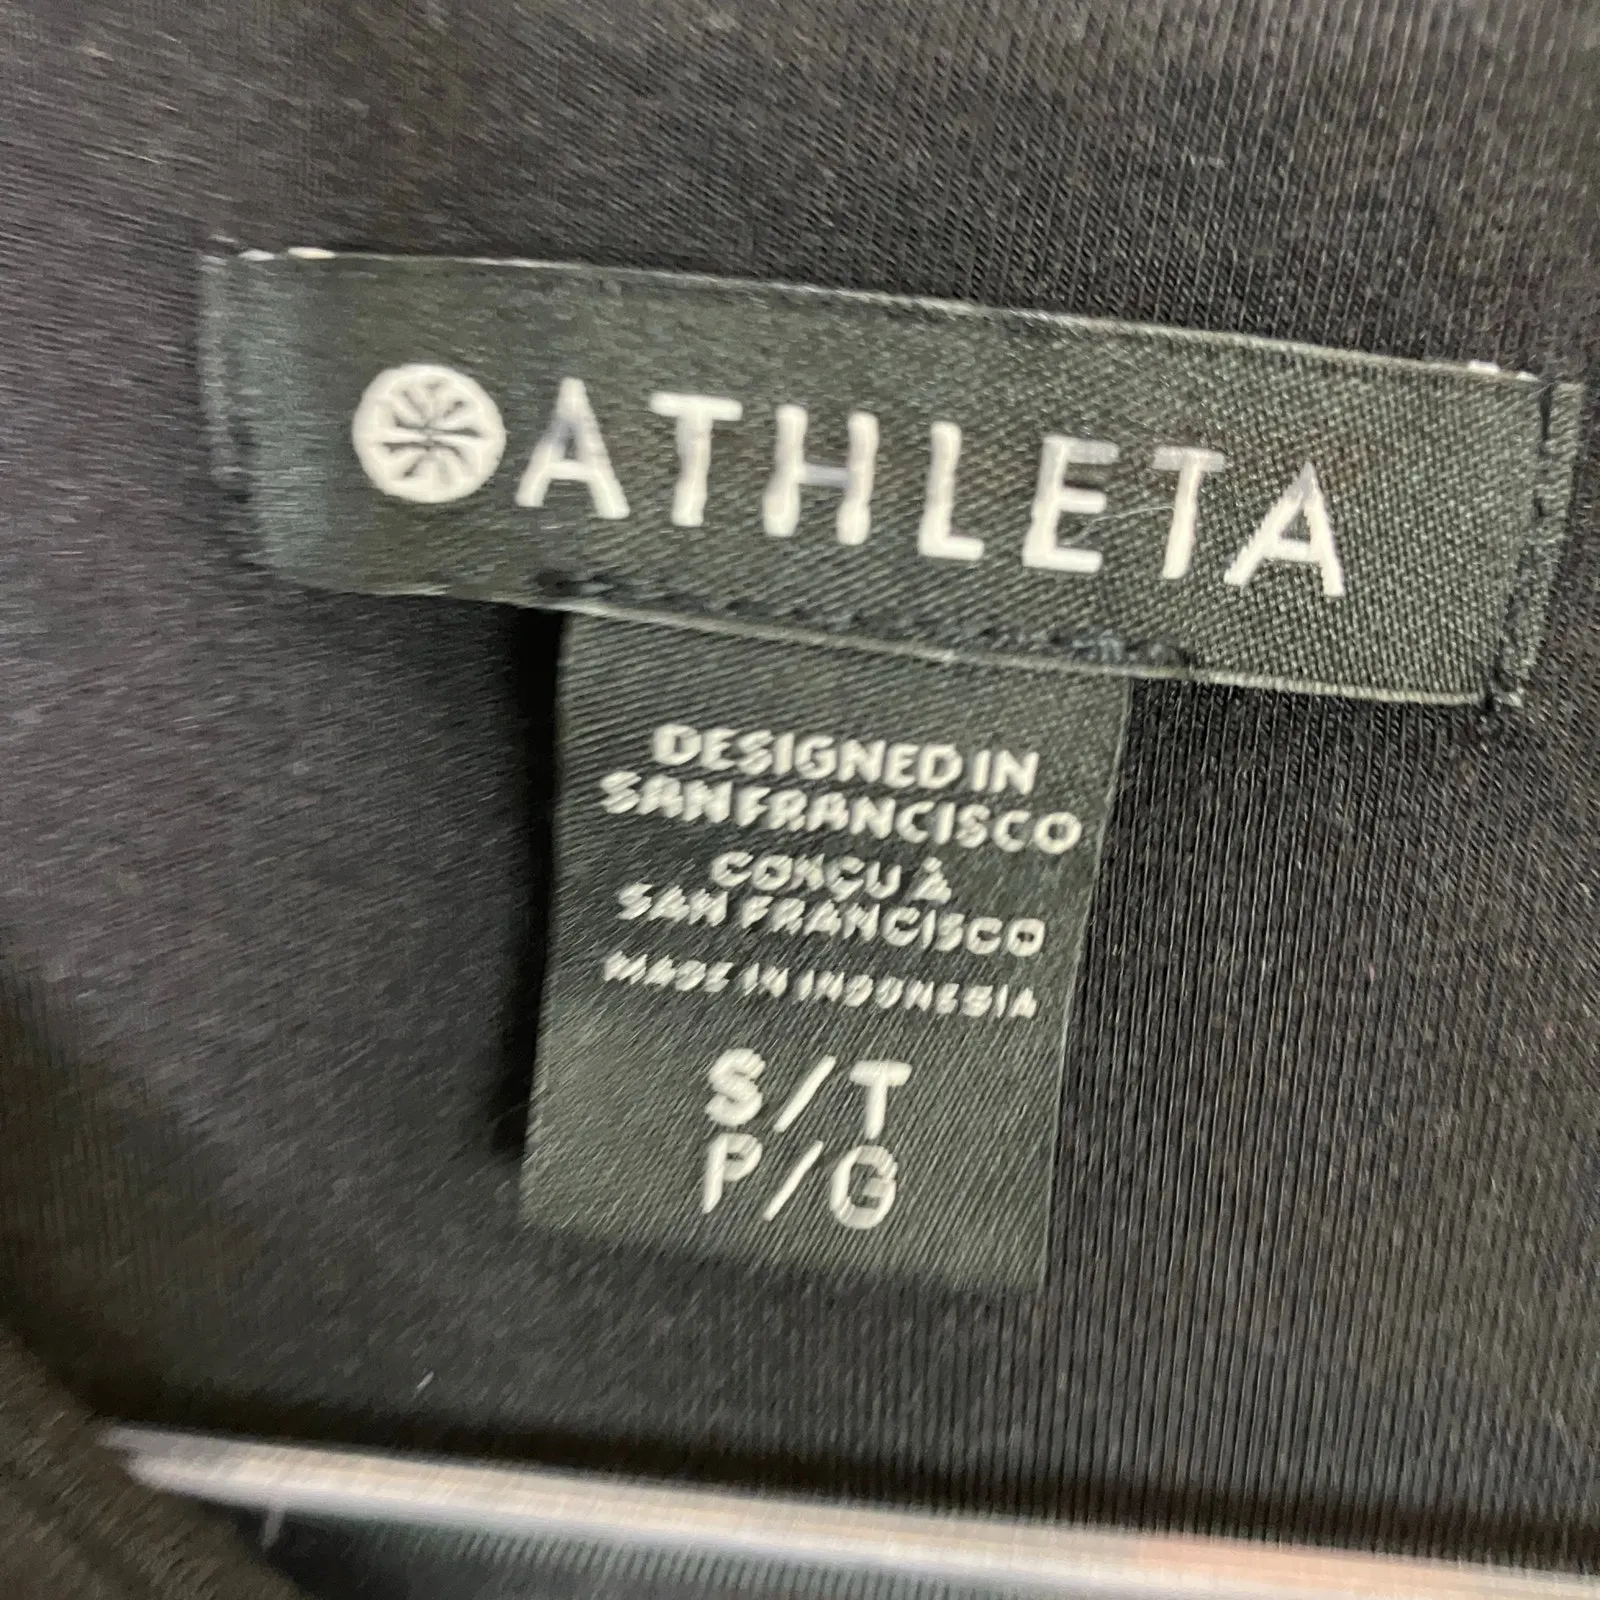 ATHLETA
DESIGNED IN
SAN FRANCISCO
CONÇU À
SAN FRANCISCO
MADE IN INDONESIA
S/T
P/G